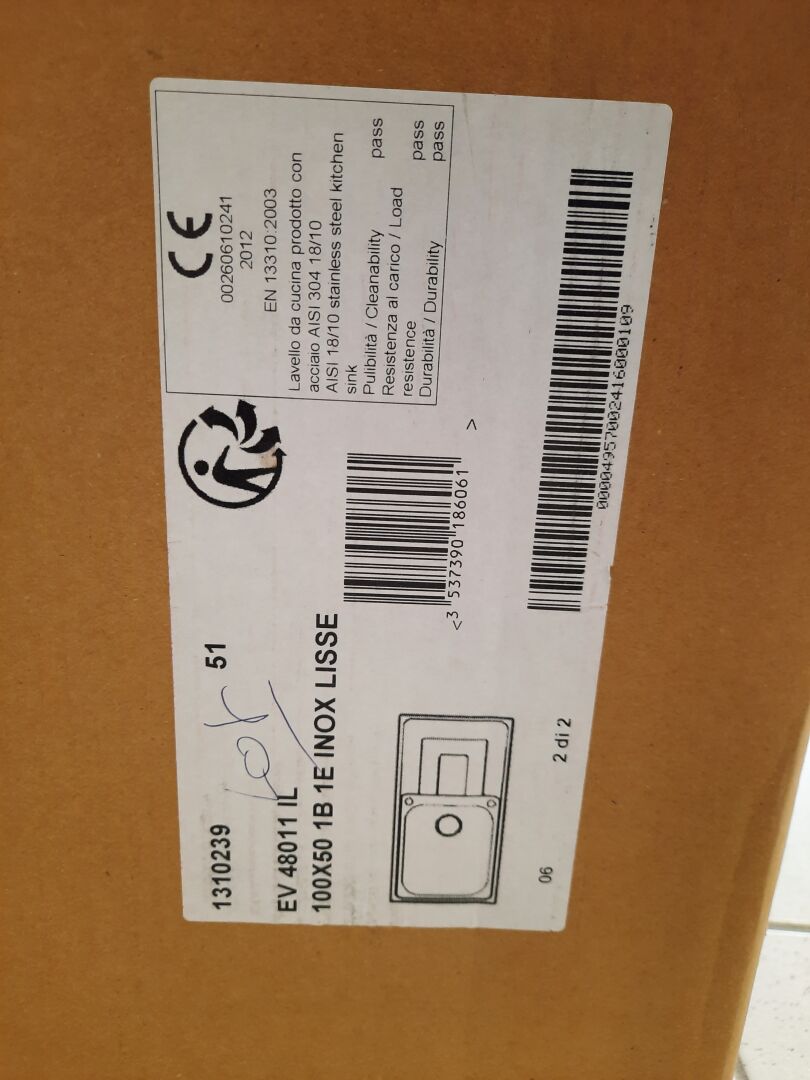 1310239 51
EV 48011 IL
100X50 1B 1E INOX LISSE
CE
00260610241
2012
EN 13310:2003
Lavello da cucina prodotto con
acciaio AISI 304 18/10
AISI 18/10 stainless steel kitchen
sink
Pulibilità / Cleanability pass
Resistenza al carico / Load
resistence pass
Durabilità / Durability pass
<3 537390 186061 >
06 2 di 2
00004957002416000109